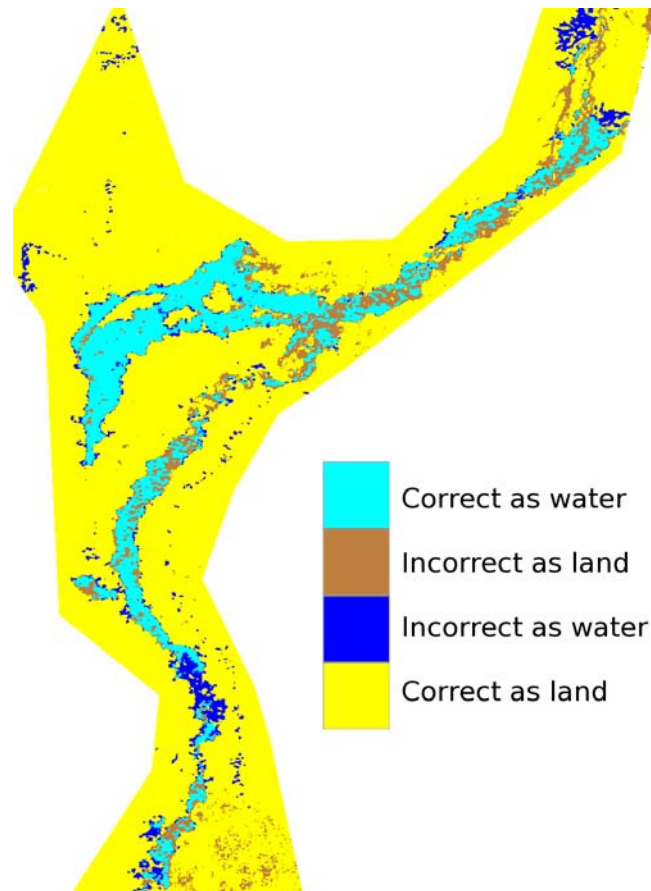 Correct as water
Incorrect as land
Incorrect as water
Correct as land